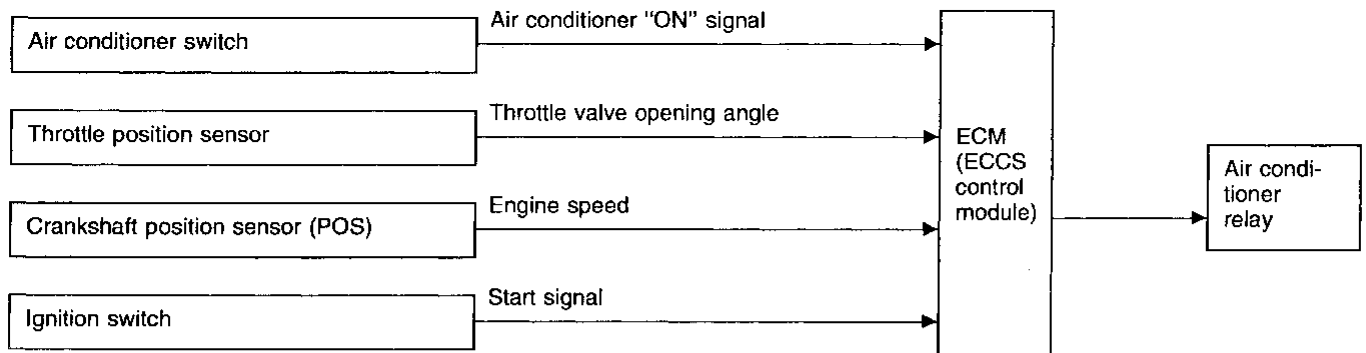 Air conditioner switch
Air conditioner "ON" signal
Throttle position sensor
Throttle valve opening angle
Crankshaft position sensor (POS)
Engine speed
Ignition switch
Start signal
ECM
(ECCS
control
module)
Air condi-
tioner
relay